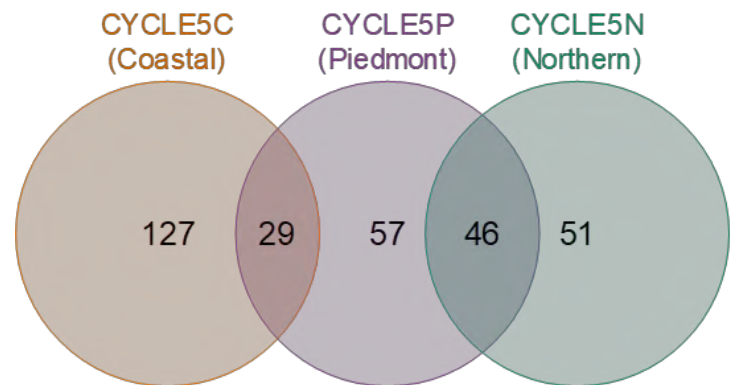 CYCLE5C
(Coastal)
CYCLE5P
(Piedmont)
CYCLE5N
(Northern)
127
29
57
46
51